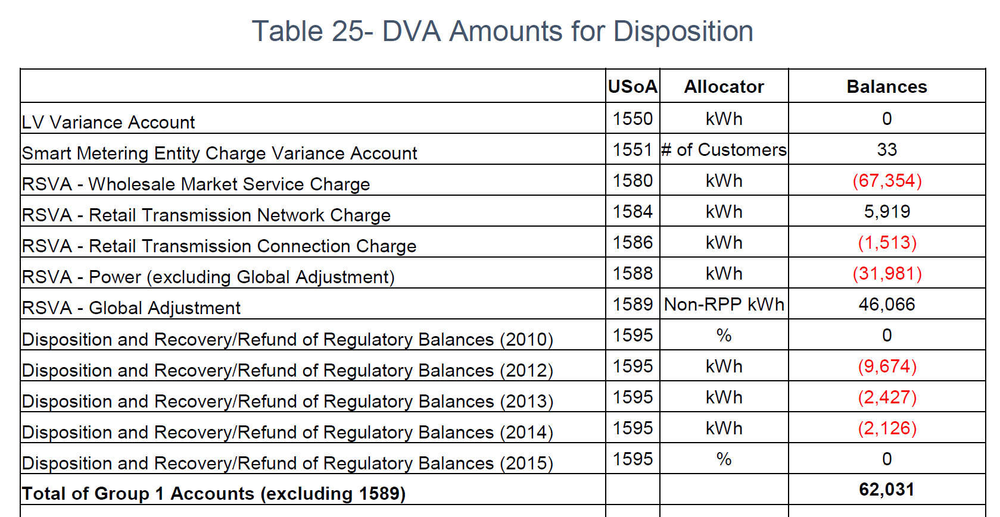 Table 25- DVA Amounts for Disposition
USoA Allocator Balances
LV Variance Account 1550 kWh 0
Smart Metering Entity Charge Variance Account 1551 # of Customers 33
RSVA - Wholesale Market Service Charge 1580 kWh (67,354)
RSVA - Retail Transmission Network Charge 1584 kWh 5,919
RSVA - Retail Transmission Connection Charge 1586 kWh (1,513)
RSVA - Power (excluding Global Adjustment) 1588 kWh (31,981)
RSVA - Global Adjustment 1589 Non-RPP kWh 46,066
Disposition and Recovery/Refund of Regulatory Balances (2010) 1595 % 0
Disposition and Recovery/Refund of Regulatory Balances (2012) 1595 kWh (9,674)
Disposition and Recovery/Refund of Regulatory Balances (2013) 1595 kWh (2,427)
Disposition and Recovery/Refund of Regulatory Balances (2014) 1595 kWh (2,126)
Disposition and Recovery/Refund of Regulatory Balances (2015) 1595 % 0
Total of Group 1 Accounts (excluding 1589) 62,031